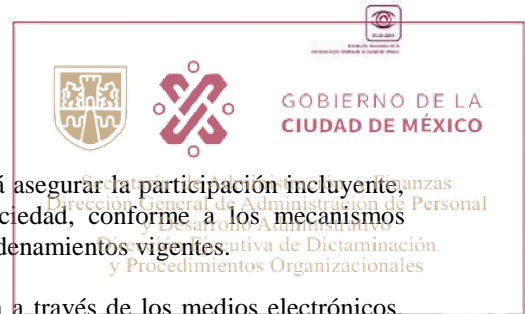 GOBIERNO DE LA
CIUDAD DE MÉXICO
Secretaría de Administración y Finanzas
á asegurar la participación incluyente,
Dirección General de Administración de Personal
y Desarrollo Administrativo
ciedad, conforme a los mecanismos
denamientos vigentes.
Dirección Ejecutiva de Dictaminación
y Procedimientos Organizacionales
a través de los medios electrónicos,